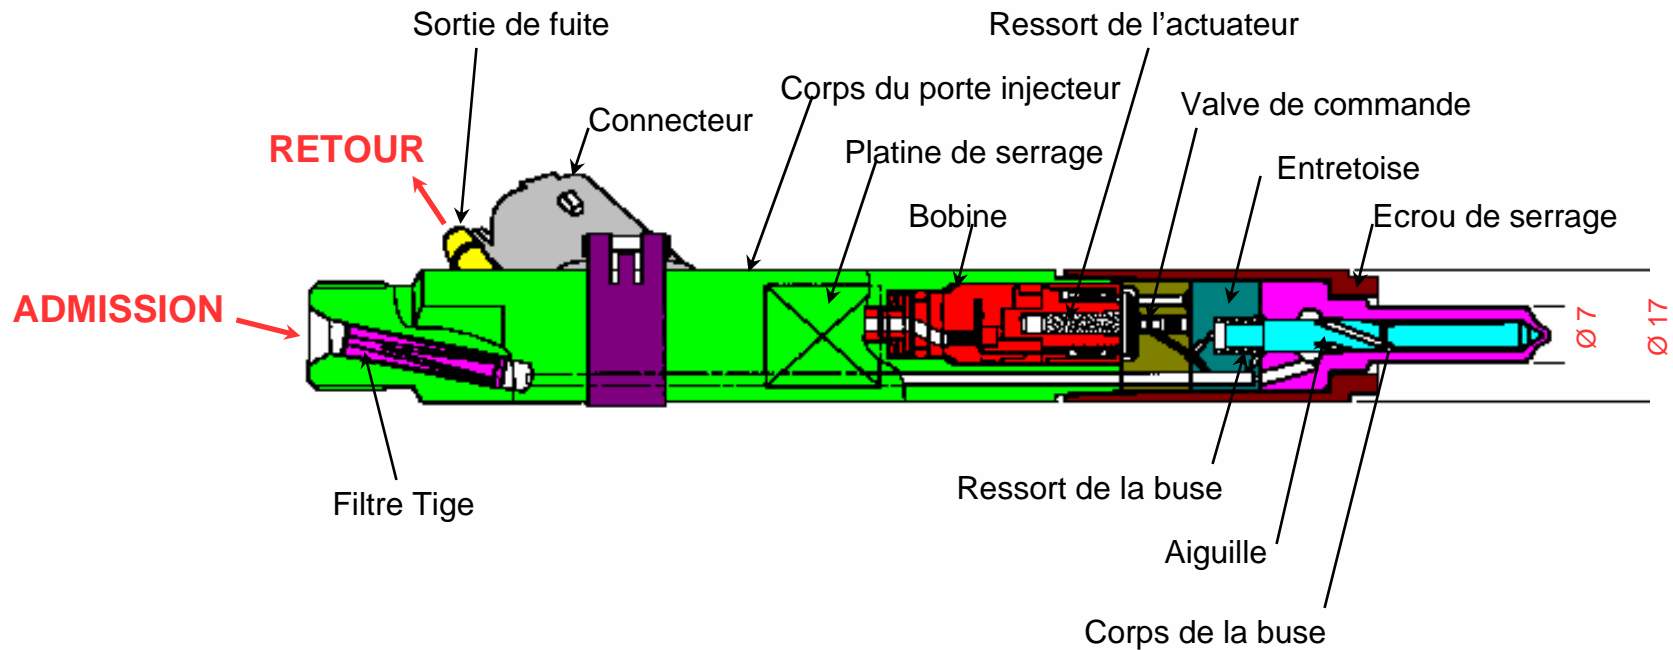 Sortie de fuite
Ressort de l’actuateur
Corps du porte injecteur
Valve de commande
Connecteur
RETOUR
Platine de serrage
Entretoise
Bobine
Ecrou de serrage
ADMISSION
Ø 7
Ø 17
Ressort de la buse
Filtre Tige
Aiguille
Corps de la buse